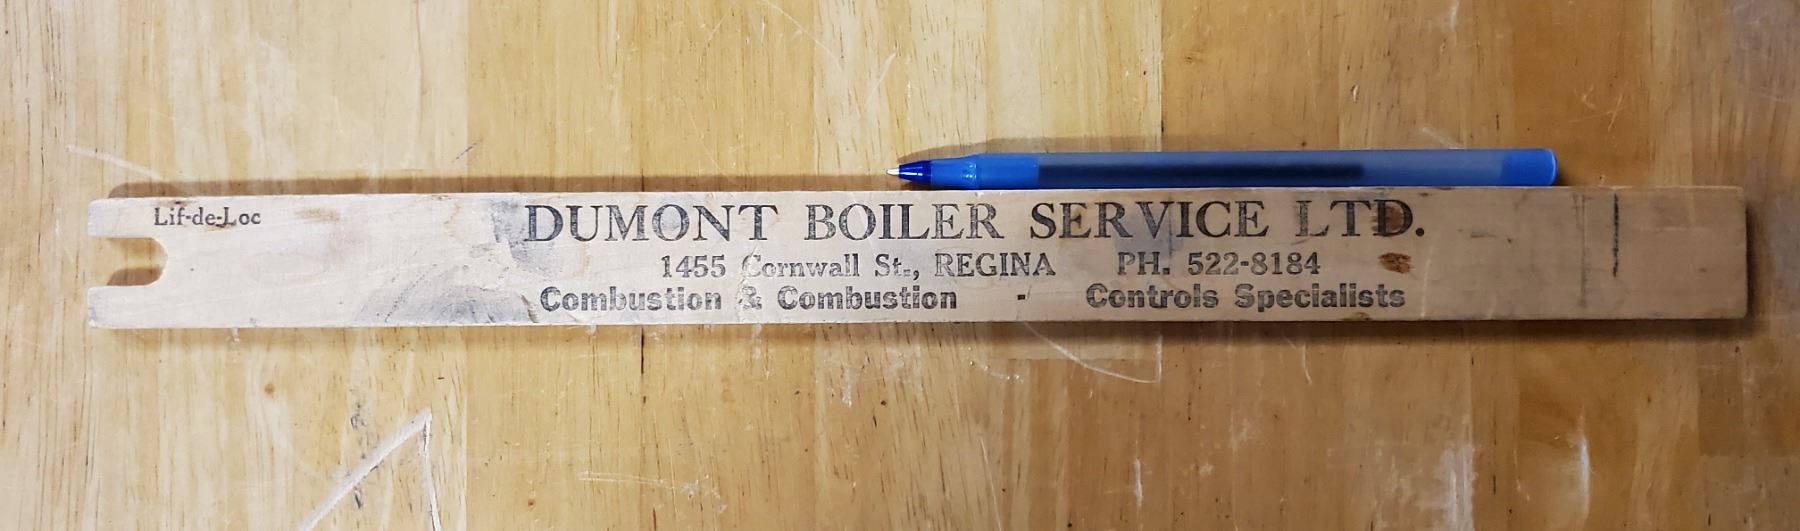 Lif-de-Loc
DUMONT BOILER SERVICE LTD.
1455 Cornwall St., REGINA PH. 522-8184
Combustion & Combustion - Controls Specialists